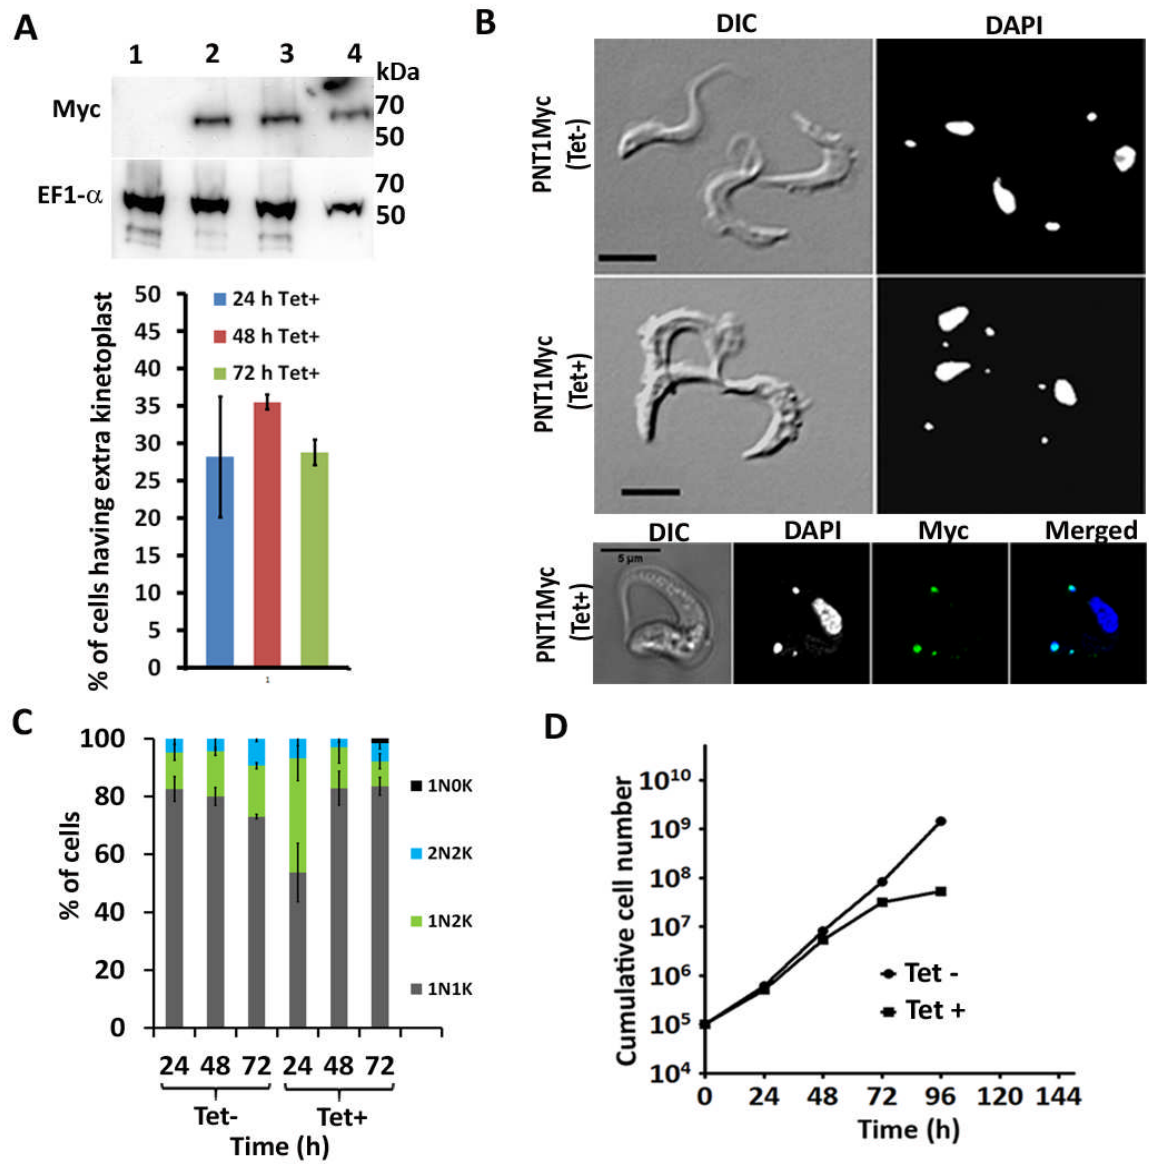 A
1 2 3 4
kDa
Myc
70
50
EF1-α
70
50
% of cells having extra kinetoplast
50
45
40
35
30
25
20
15
10
5
0
24 h Tet+
48 h Tet+
72 h Tet+
B
DIC DAPI
PNT1Myc
(Tet-)
PNT1Myc
(Tet+)
DIC DAPI Myc Merged
PNT1Myc
(Tet+)
5 µm
C
% of cells
100
80
60
40
20
0
1N0K
2N2K
1N2K
1N1K
24 48 72 24 48 72
Tet- Tet+
Time (h)
D
Cumulative cell number
10¹⁰
10⁹
10⁸
10⁷
10⁶
10⁵
10⁴
Tet -
Tet +
0 24 48 72 96 120 144
Time (h)